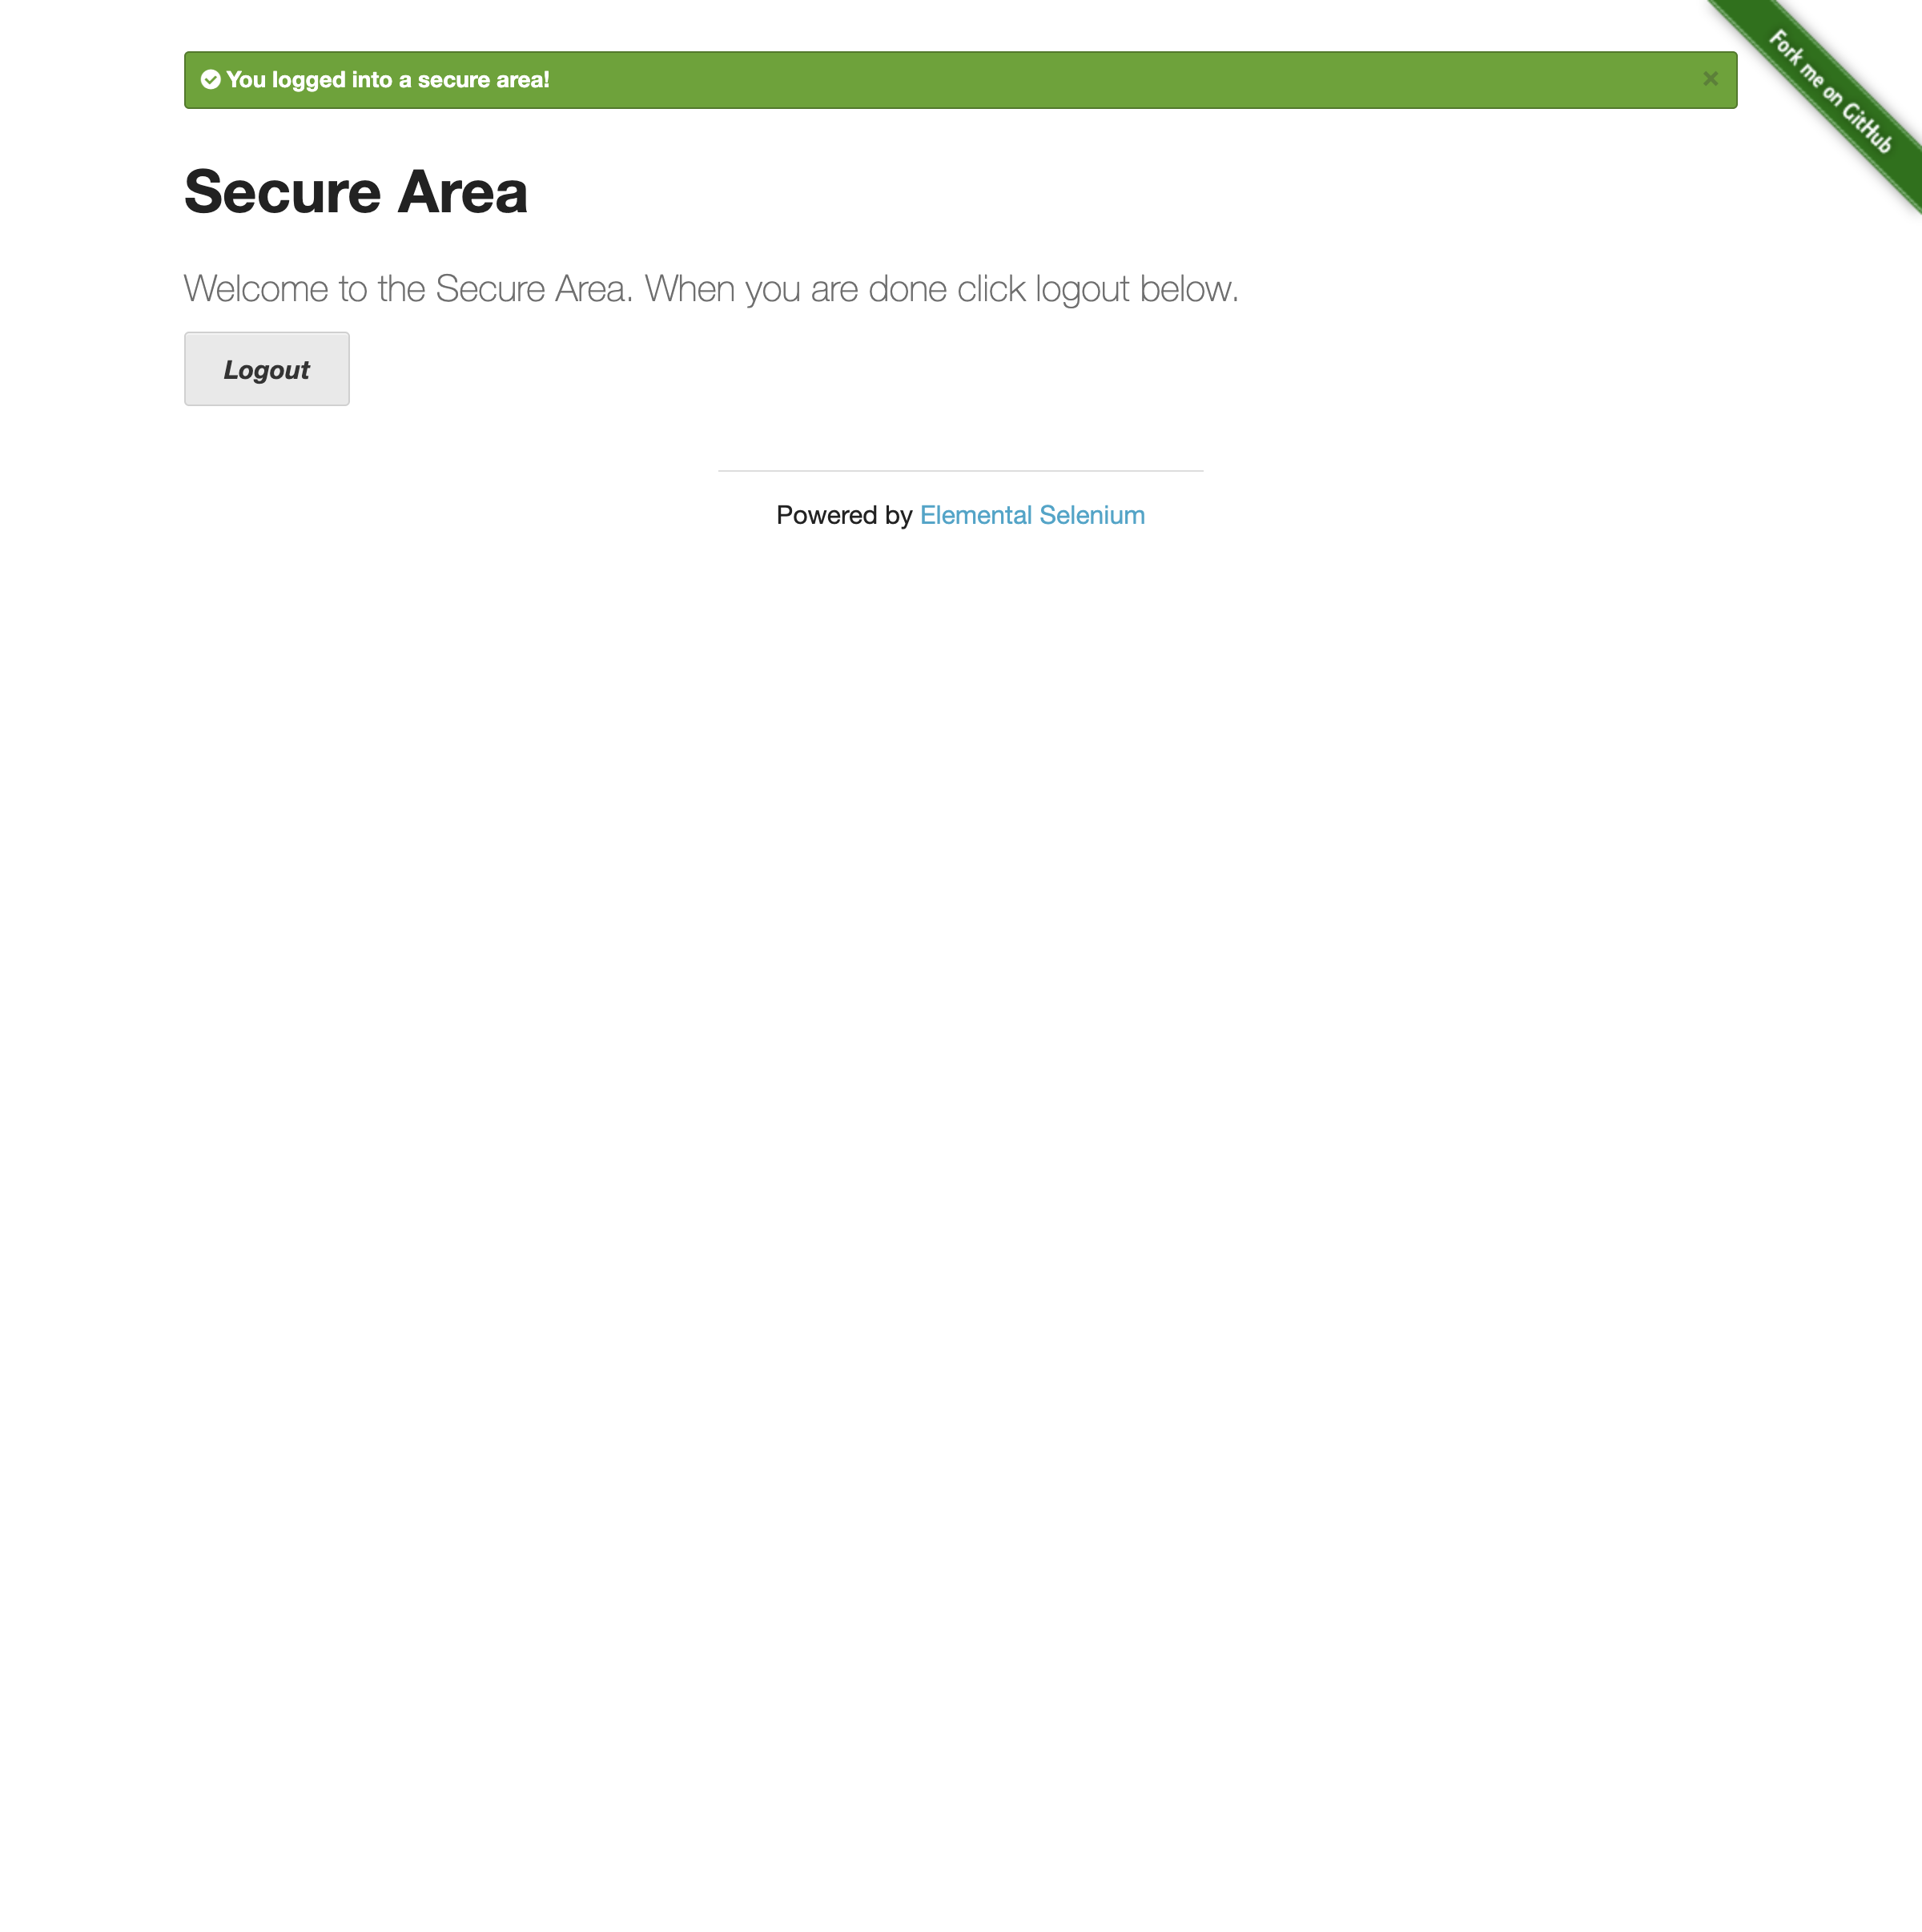 You logged into a secure area!
×
Fork me on GitHub
Secure Area
Welcome to the Secure Area. When you are done click logout below.
Logout
Powered by Elemental Selenium